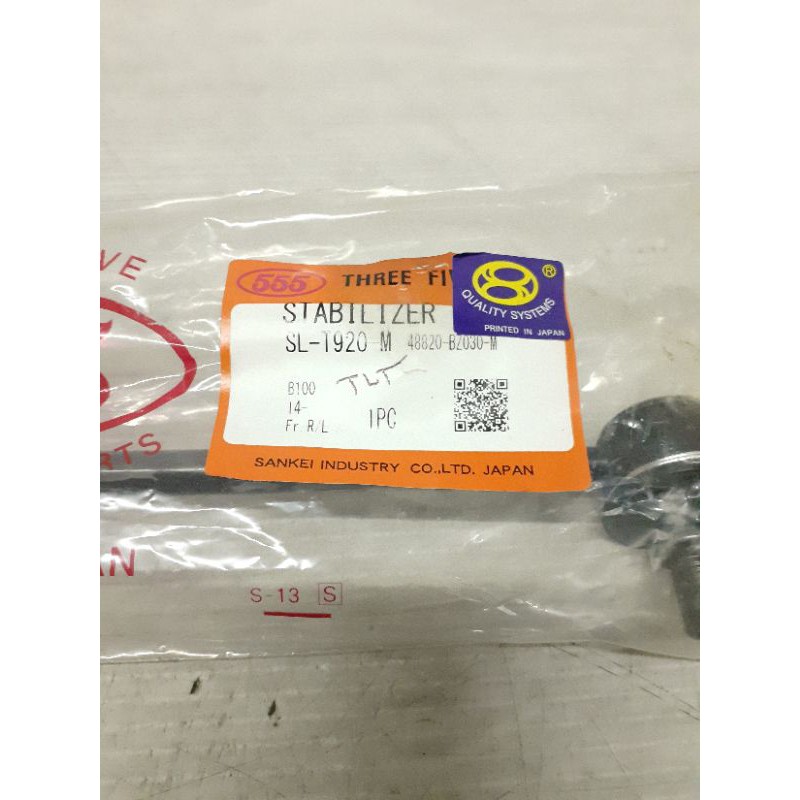 VE
555 THREE FIV
STABILIZER
SL-T920 M 48820-BZ030-M
B100
14-
Fr.R/L
TLT
1PC
SANKEI INDUSTRY CO.,LTD. JAPAN
®
QUALITY SYSTEMS
PRINTED IN JAPAN
5
RTS
AN
S-13 S